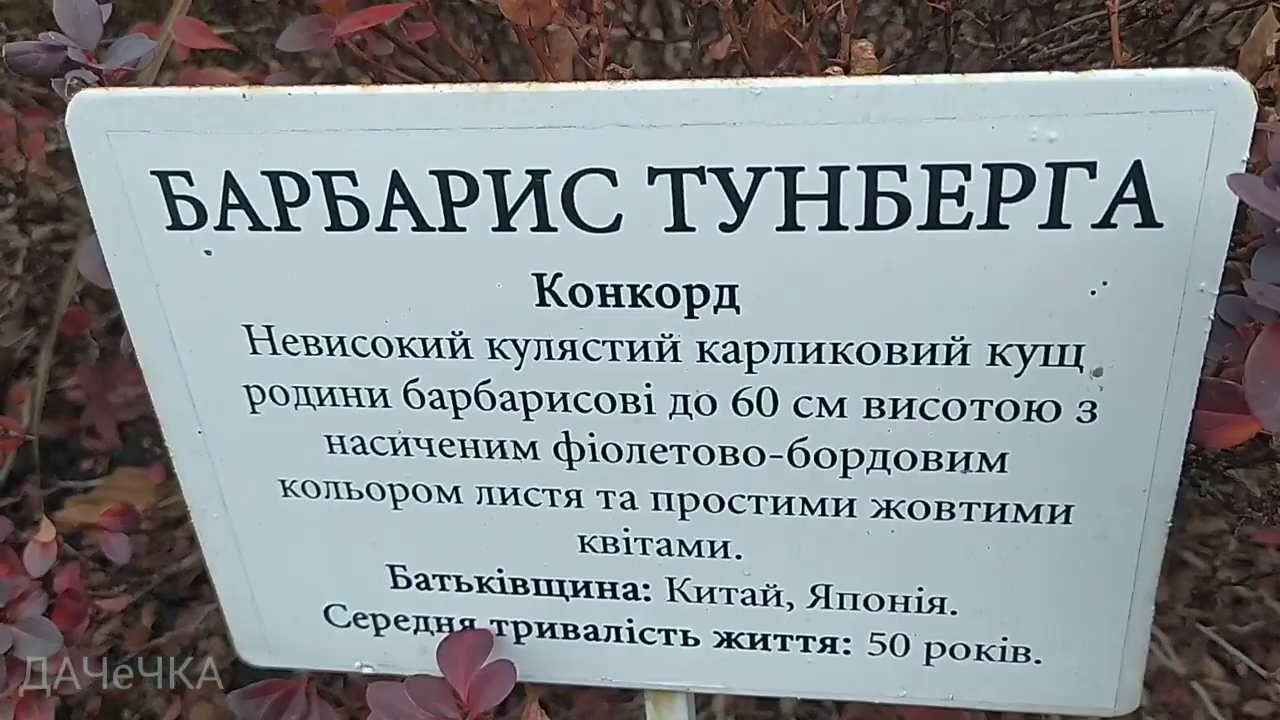 БАРБАРИС ТУНБЕРГА
Конкорд
Невисокий кулястий карликовий кущ
родини барбарисові до 60 см висотою з
насиченим фіолетово-бордовим
кольором листя та простими жовтими
квітами.
Батьківщина: Китай, Японія.
Середня тривалість життя: 50 років.
ДАЧéЧКА